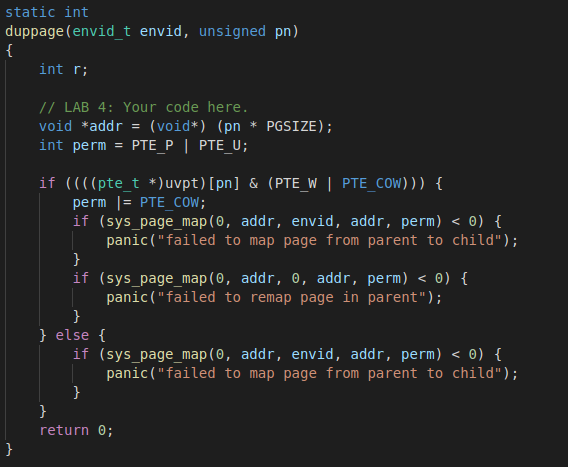 static int
duppage(envid_t envid, unsigned pn)
{
    int r;

    // LAB 4: Your code here.
    void *addr = (void*) (pn * PGSIZE);
    int perm = PTE_P | PTE_U;

    if ((((pte_t *)uvpt)[pn] & (PTE_W | PTE_COW))) {
        perm |= PTE_COW;
        if (sys_page_map(0, addr, envid, addr, perm) < 0) {
            panic("failed to map page from parent to child");
        }
        if (sys_page_map(0, addr, 0, addr, perm) < 0) {
            panic("failed to remap page in parent");
        }
    } else {
        if (sys_page_map(0, addr, envid, addr, perm) < 0) {
            panic("failed to map page from parent to child");
        }
    }
    return 0;
}